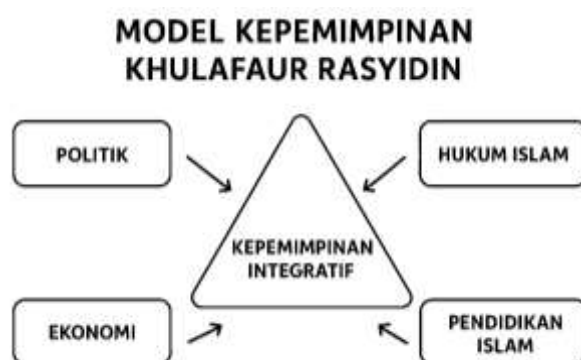 MODEL KEPEMIMPINAN
KHULAFAUR RASYIDIN
POLITIK
HUKUM ISLAM
KEPEMIMPINAN
INTEGRATIF
EKONOMI
PENDIDIKAN
ISLAM